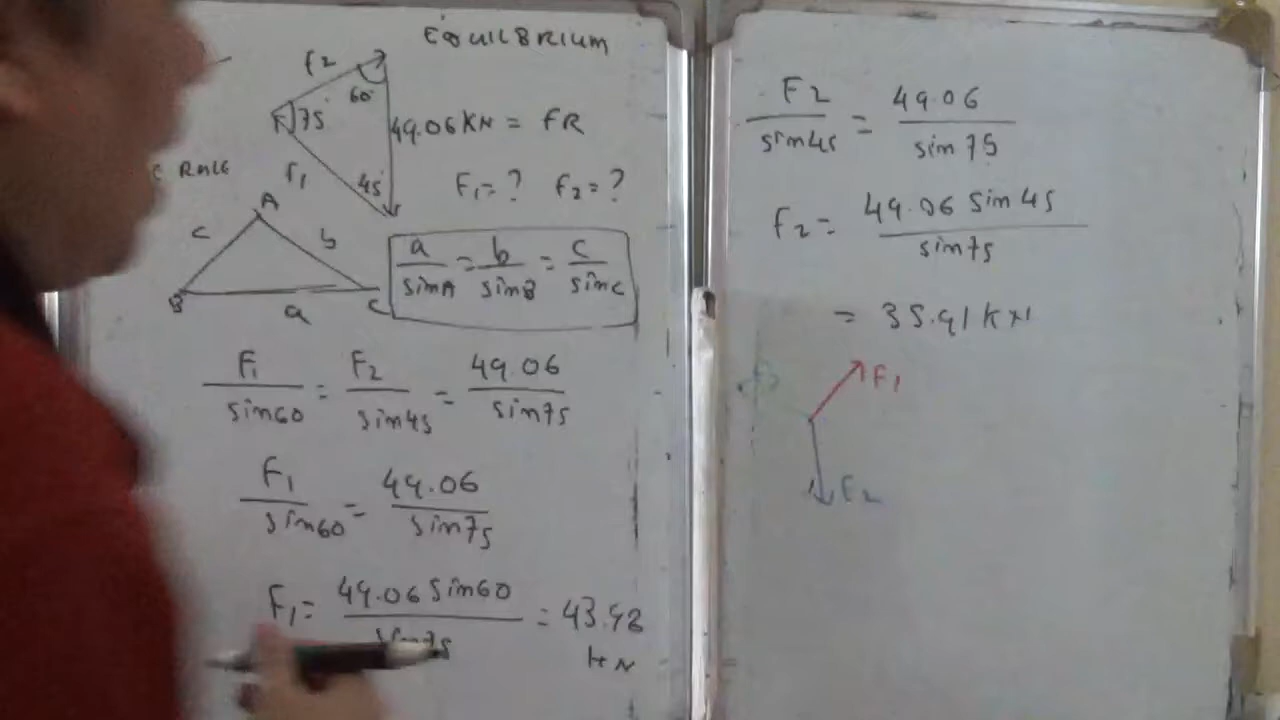 EQUILBRIUM
F2
60°
75°
49.06 KN = FR
F1
45°
F1 = ? F2 = ?
RULE
A
c b
B a C
a/sinA = b/sinB = c/sinC
F1/sin60 = F2/sin45 = 49.06/sin75
F1/sin60 = 49.06/sin75
F1 = 49.06 sin60/sin75 = 43.98
KN
F2/sin45 = 49.06/sin75
F2 = 49.06 sin45/sin75
= 35.91 KN
F1
F2